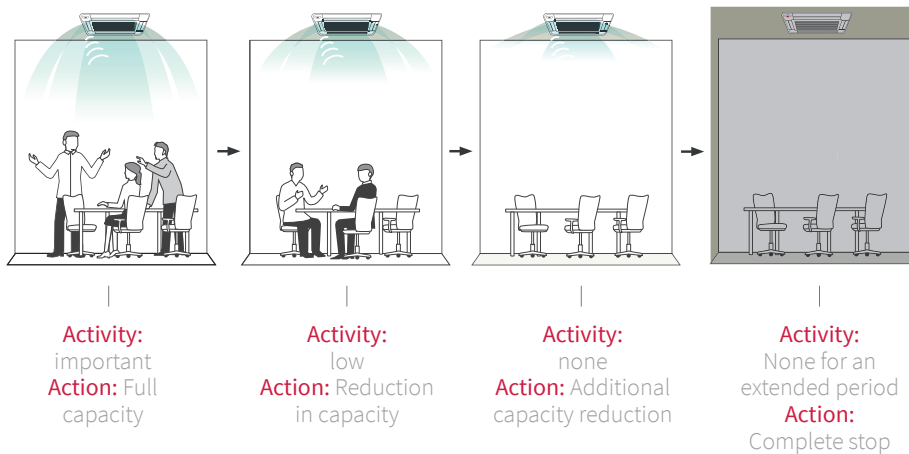 Activity:
important
Action: Full
capacity
Activity:
low
Action: Reduction
in capacity
Activity:
none
Action: Additional
capacity reduction
Activity:
None for an
extended period
Action:
Complete stop